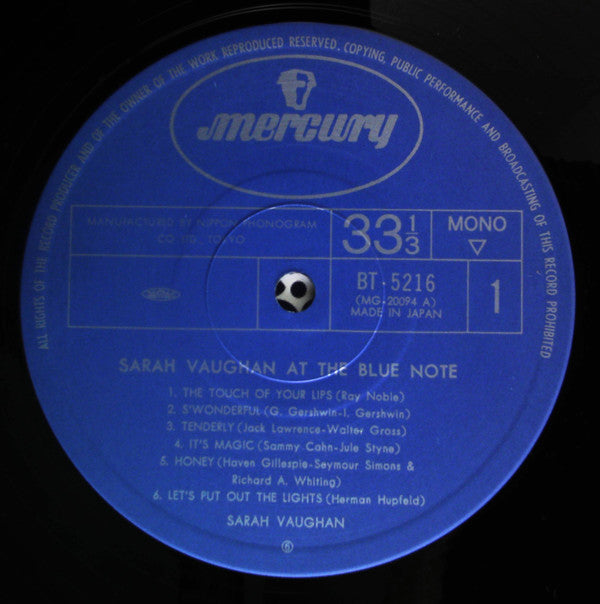 ALL RIGHTS OF THE RECORD PRODUCER AND OF THE OWNER OF THE WORK REPRODUCED RESERVED. COPYING, PUBLIC PERFORMANCE AND BROADCASTING OF THIS RECORD PROHIBITED
mercury
MANUFACTURED BY NIPPON PHONOGRAM
CO., LTD., TOKYO
33 1/3
MONO
▽
BT-5216
(MG-20094 A)
MADE IN JAPAN
1
SARAH VAUGHAN AT THE BLUE NOTE
1. THE TOUCH OF YOUR LIPS (Ray Noble)
2. S'WONDERFUL (G. Gershwin-I. Gershwin)
3. TENDERLY (Jack Lawrence-Walter Gross)
4. IT'S MAGIC (Sammy Cahn-Jule Styne)
5. HONEY (Haven Gillespie-Seymour Simons &
Richard A. Whiting)
6. LET'S PUT OUT THE LIGHTS (Herman Hupfeld)
SARAH VAUGHAN